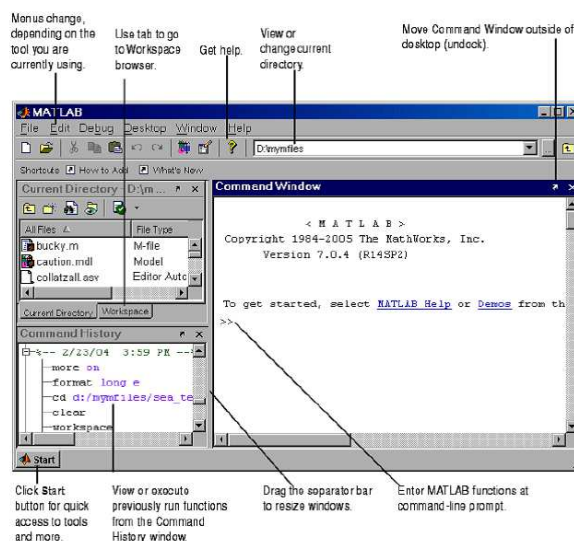 Menus change,
depending on the
tool you are
currently using.
Use tab to go
to Workspace
browser.
Get help.
View or
change current
directory.
Move Command Window outside of
desktop (undock).
MATLAB
File Edit Debug Desktop Window Help
D:\mymfiles
Shortcuts How to Add What's New
Current Directory - D:\m...
All Files File Type
bucky.m M-file
caution.mdl Model
collatzall.asv Editor Auto
Current Directory Workspace
Command History
%-- 2/23/04 3:59 PM --%
more on
format long e
cd d:/mymfiles/sea_te
clear
workspace
Command Window
< M A T L A B >
Copyright 1984-2005 The MathWorks, Inc.
Version 7.0.4 (R14SP2)
To get started, select MATLAB Help or Demos from th
>>
Start
Click Start
button for quick
access to tools
and more.
View or execute
previously run functions
from the Command
History window.
Drag the separator bar
to resize windows.
Enter MATLAB functions at
command-line prompt.